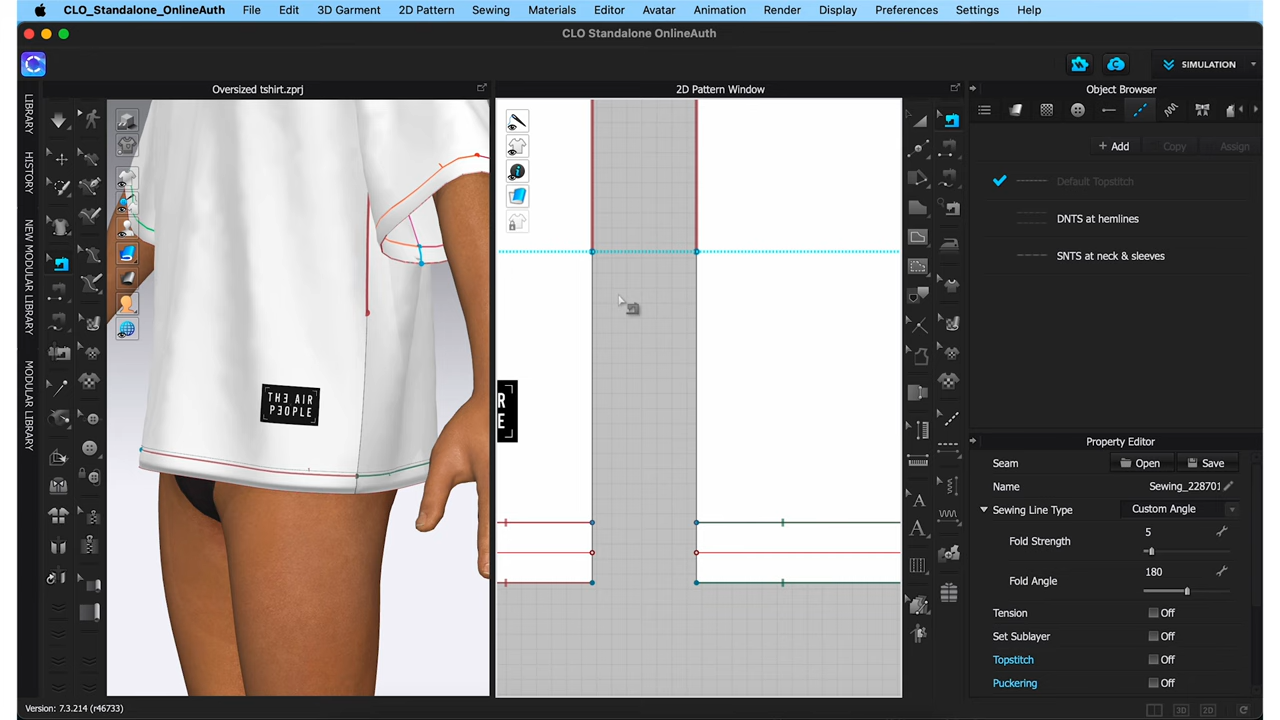 CLO_Standalone_OnlineAuth File Edit 3D Garment 2D Pattern Sewing Materials Editor Avatar Animation Render Display Preferences Settings Help
CLO Standalone OnlineAuth
SIMULATION
Oversized tshirt.zprj
2D Pattern Window
Object Browser
LIBRARY
HISTORY
NEW MODULAR LIBRARY
MODULAR LIBRARY
+ Add Copy Assign
Default Topstitch
DNTS at hemlines
SNTS at neck & sleeves
THE AIR
PEOPLE
R
E
Property Editor
Seam Open Save
Name Sewing_228701
Sewing Line Type Custom Angle
Fold Strength 5
Fold Angle 180
Tension Off
Set Sublayer Off
Topstitch Off
Puckering Off
Version: 7.3.214 (r46733)
3D 2D